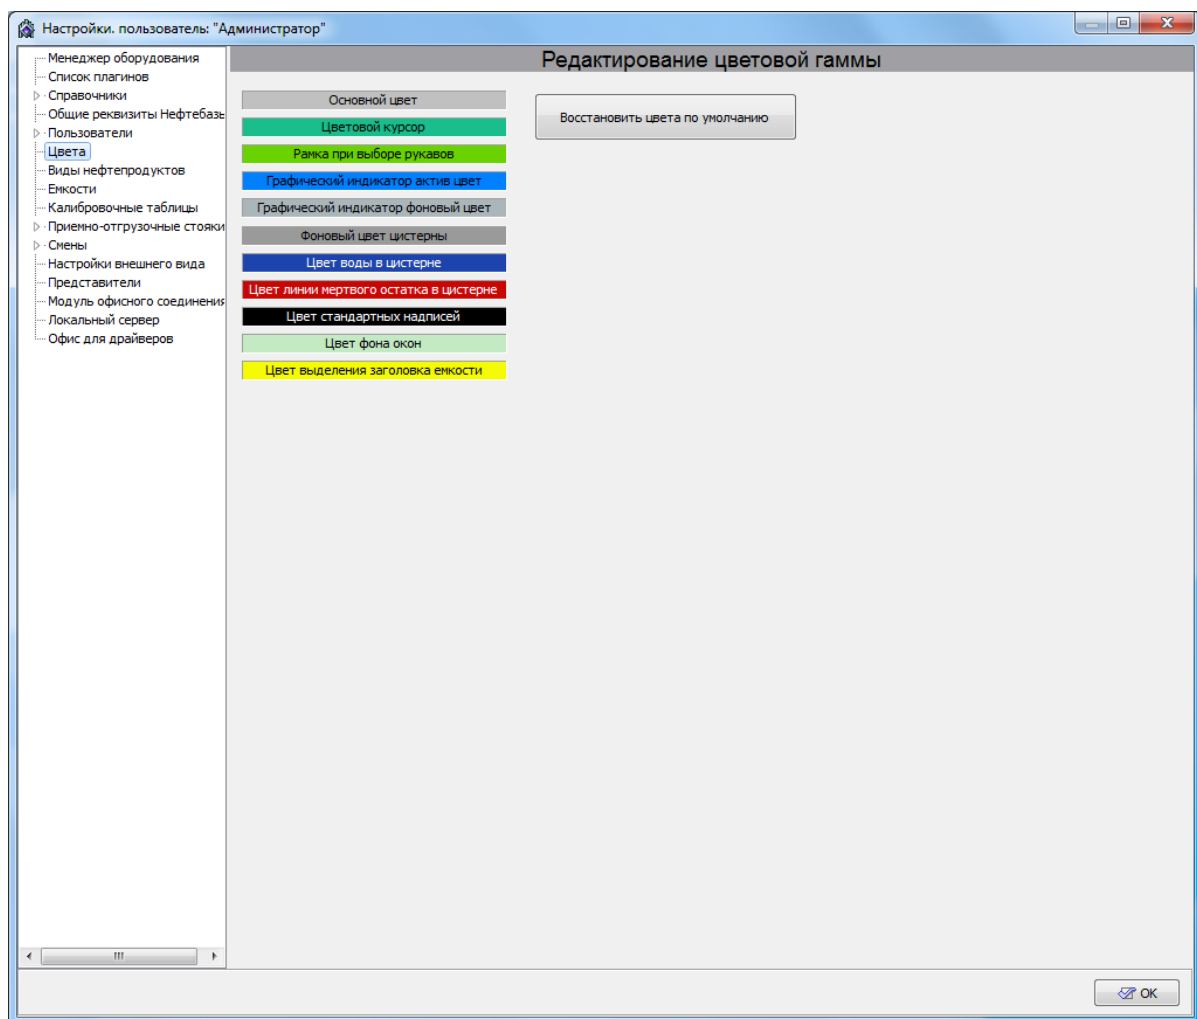 Настройки. пользователь: "Администратор"
Менеджер оборудования
Список плагинов
Справочники
Общие реквизиты Нефтебазы
Пользователи
Цвета
Виды нефтепродуктов
Емкости
Калибровочные таблицы
Приемно-отгрузочные стояки
Смены
Настройки внешнего вида
Представители
Модуль офисного соединения
Локальный сервер
Офис для драйверов
Редактирование цветовой гаммы
Основной цвет
Цветовой курсор
Рамка при выборе рукавов
Графический индикатор актив цвет
Графический индикатор фоновый цвет
Фоновый цвет цистерны
Цвет воды в цистерне
Цвет линии мертвого остатка в цистерне
Цвет стандартных надписей
Цвет фона окон
Цвет выделения заголовка емкости
Восстановить цвета по умолчанию
OK